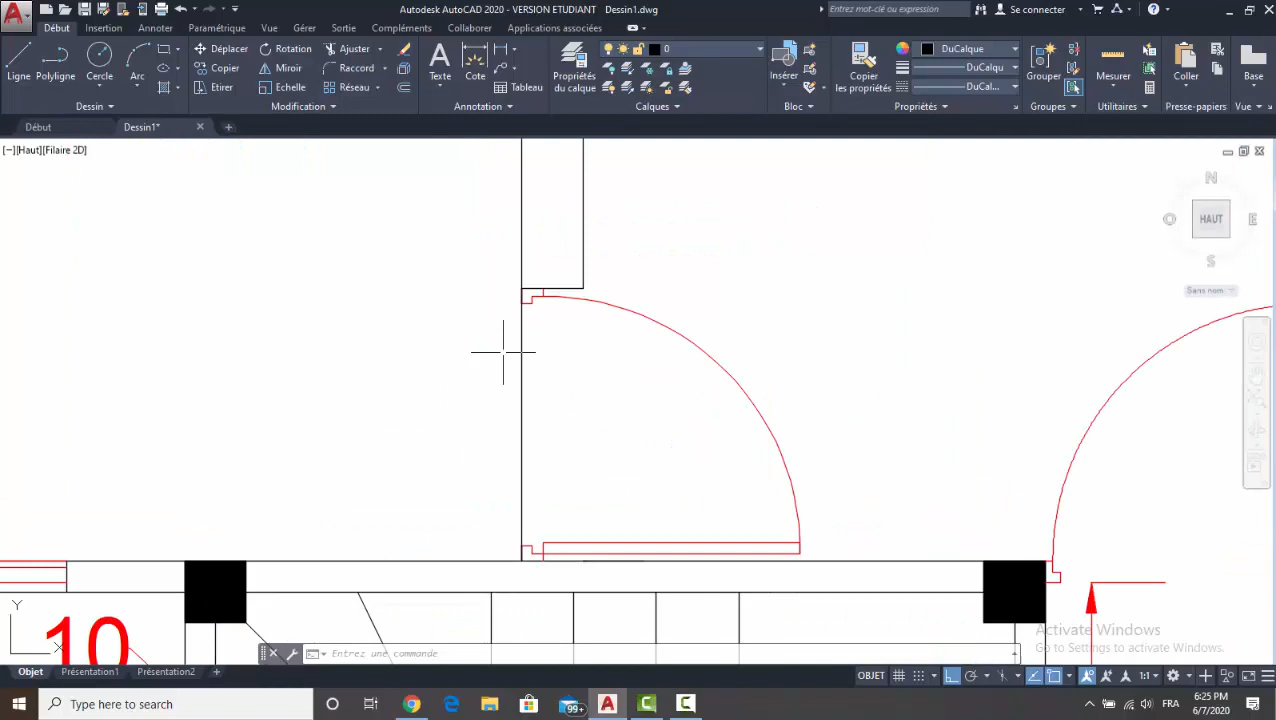 Autodesk AutoCAD 2020 - VERSION ETUDIANT Dessin1.dwg
Entrez mot-clé ou expression
Se connecter
Début Insertion Annoter Paramétrique Vue Gérer Sortie Compléments Collaborer Applications disponibles
Ligne Polyligne Cercle Arc
Déplacer Rotation Ajouter
Copier Miroir Raccord
Etirer Echelle Réseau
Texte Cote Tableau
Propriétés du calque
0
Insérer
Copier les propriétés
DuCalque
DuCalqu
DuCal...
Grouper Mesurer Coller Base
Dessin Modification Annotation Calques Bloc Propriétés Groupes Utilitaires Presse-papiers Vue
Début Dessin1*
[−][Haut][Filaire 2D]
N
O HAUT E
S
Sans nom
Y
X
10
Entrez une commande
Activate Windows
Go to Settings to activate Windows.
Objet Présentation1 Présentation2
OBJET 1:1
Type here to search
99+
FRA
6:25 PM
6/7/2020